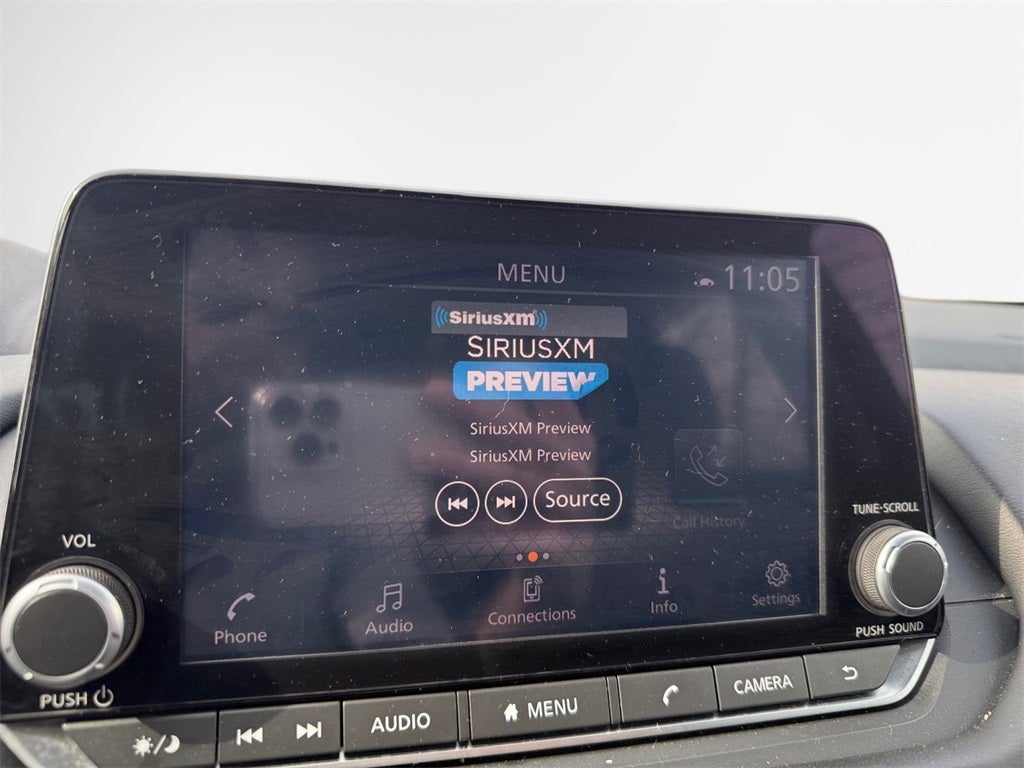 MENU
11:05
SiriusXm
SIRIUSXM
PREVIEW
SiriusXM Preview
SiriusXM Preview
Source
Call History
TUNE·SCROLL
VOL
Phone
Audio
Connections
Info
Settings
PUSH SOUND
PUSH
AUDIO
MENU
CAMERA